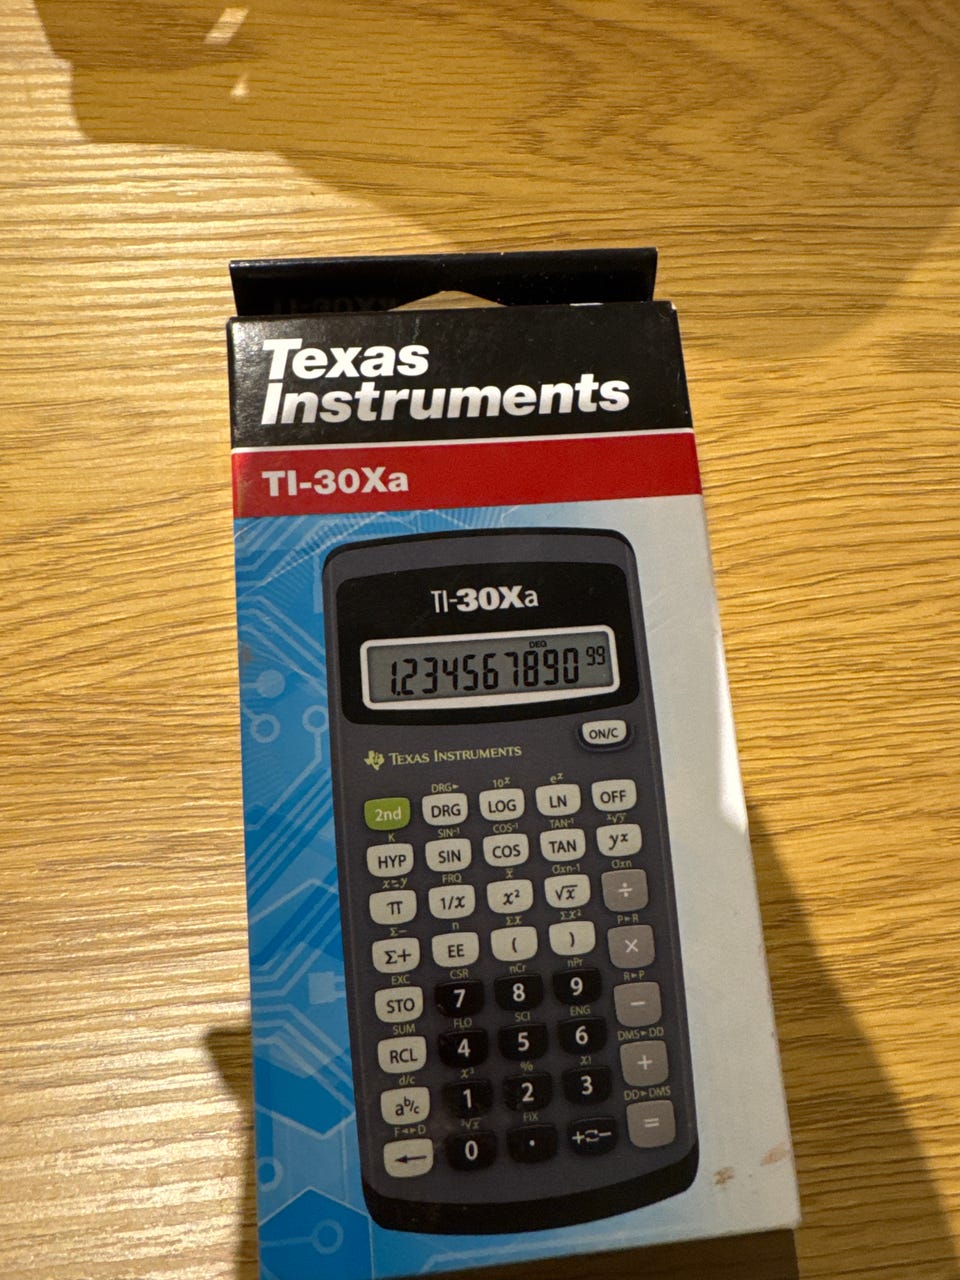 Texas
Instruments
TI-30Xa
TI-30Xa
DEG
1.234567890 99
ON/C
TEXAS INSTRUMENTS
DRG► 10ˣ eˣ
2nd DRG LOG LN OFF
K SIN⁻¹ COS⁻¹ TAN⁻¹ ˣ√y
HYP SIN COS TAN yˣ
x⇄y FRQ x̅ σxn-1 σxn
π 1/x x² √x ÷
Σ- n Σx Σx² P►R
Σ+ EE ( ) ×
EXC CSR nCr nPr R►P
STO 7 8 9 −
SUM FLO SCI ENG DMS►DD
RCL 4 5 6 +
d/c x³ % x! DD►DMS
a b/c 1 2 3 =
F◄►D ³√x FIX
← 0 . +⇄−